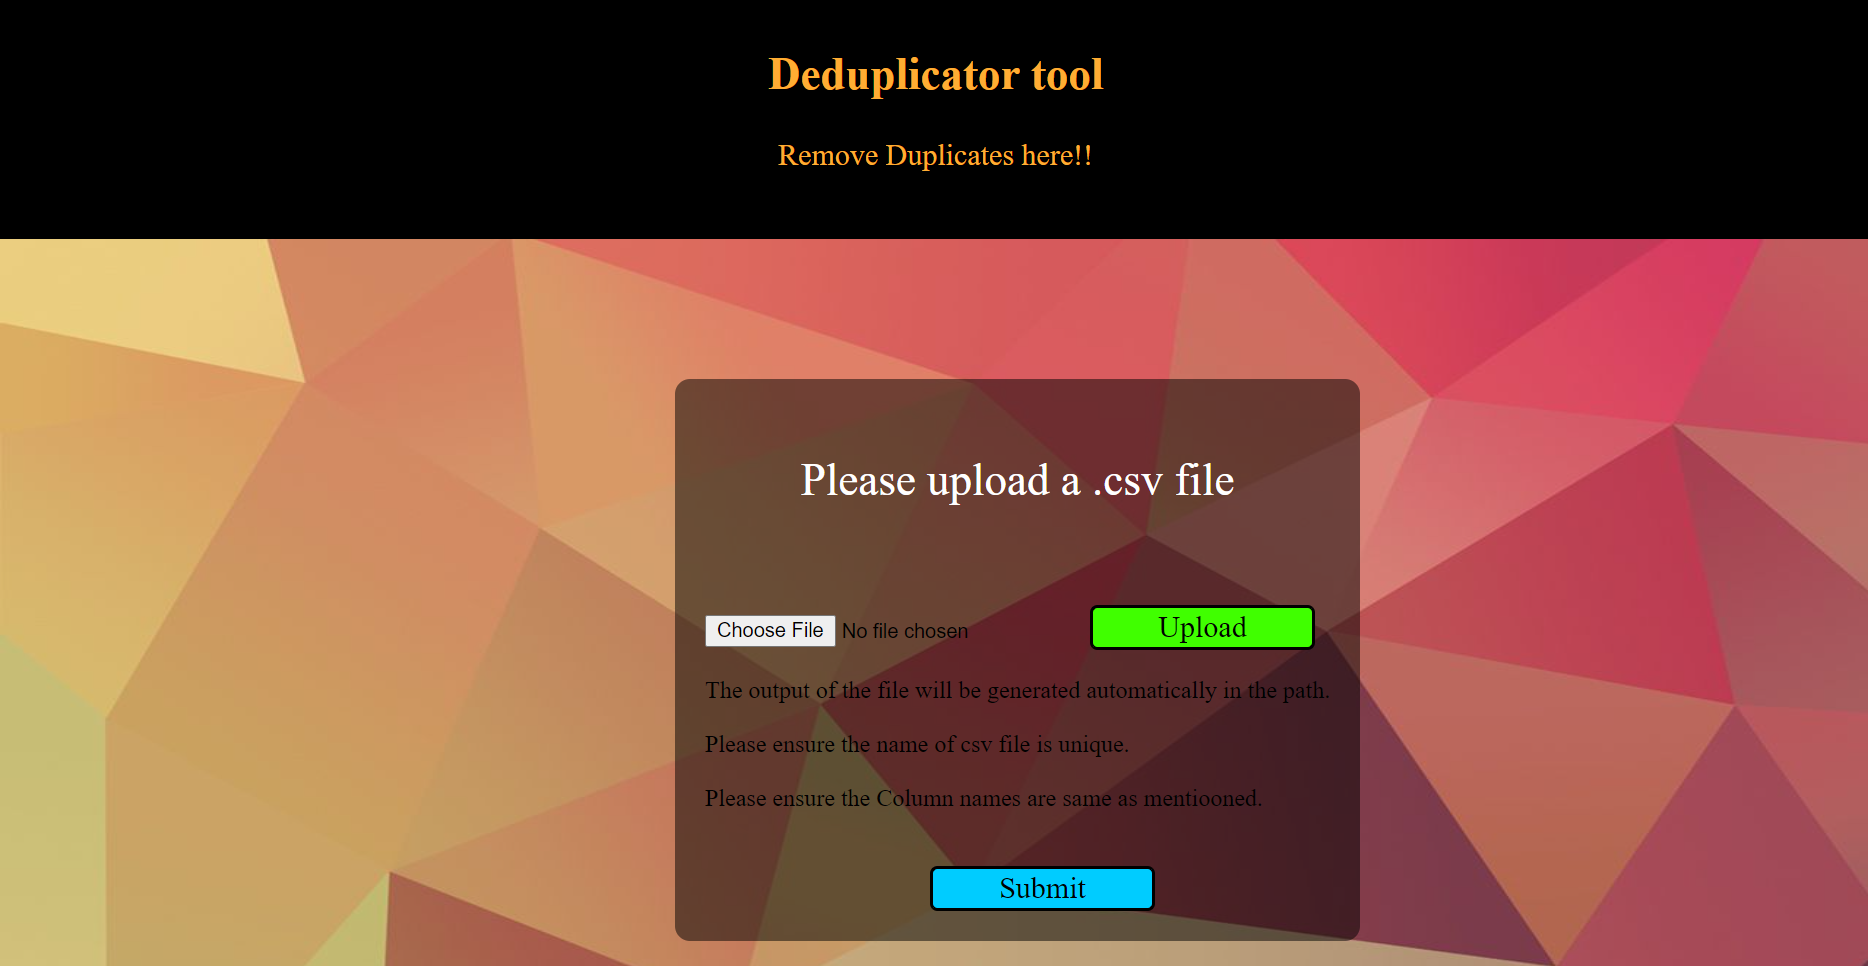 Deduplicator tool
Remove Duplicates here!!
Please upload a .csv file
Choose File No file chosen Upload
The output of the file will be generated automatically in the path.
Please ensure the name of csv file is unique.
Please ensure the Column names are same as mentiooned.
Submit